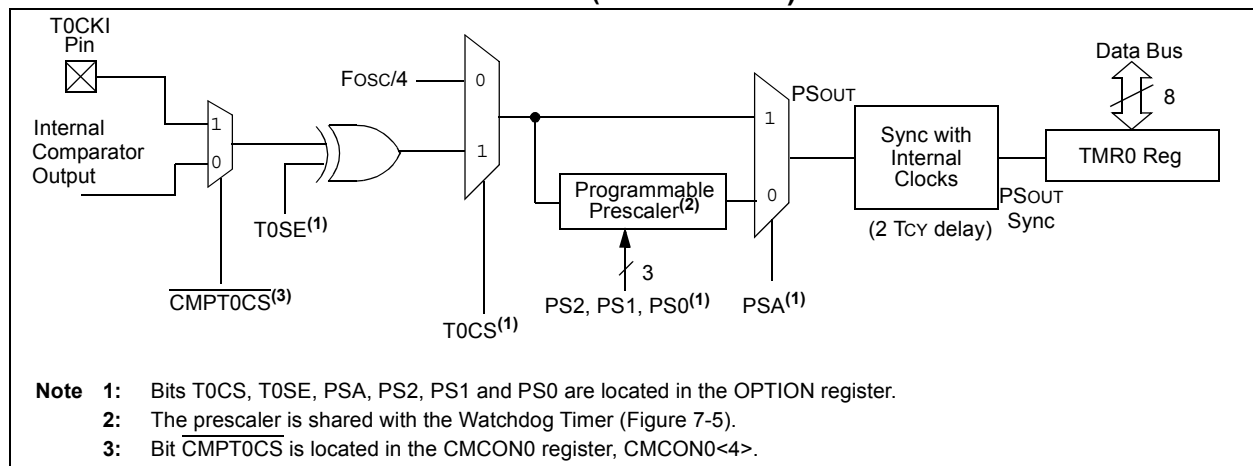 T0CKI
Pin
Internal
Comparator
Output
1
0
CMPT0CS(3)
T0SE(1)
FOSC/4
0
1
T0CS(1)
Programmable
Prescaler(2)
3
PS2, PS1, PS0(1)
1
0
PSA(1)
PSOUT
Sync with
Internal
Clocks
(2 TCY delay)
PSOUT
Sync
Data Bus
8
TMR0 Reg
Note 1: Bits T0CS, T0SE, PSA, PS2, PS1 and PS0 are located in the OPTION register.
2: The prescaler is shared with the Watchdog Timer (Figure 7-5).
3: Bit CMPT0CS is located in the CMCON0 register, CMCON0<4>.